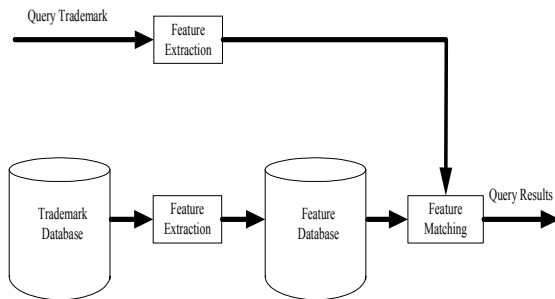 Query Trademark
Feature
Extraction
Trademark
Database
Feature
Extraction
Feature
Database
Feature
Matching
Query Results